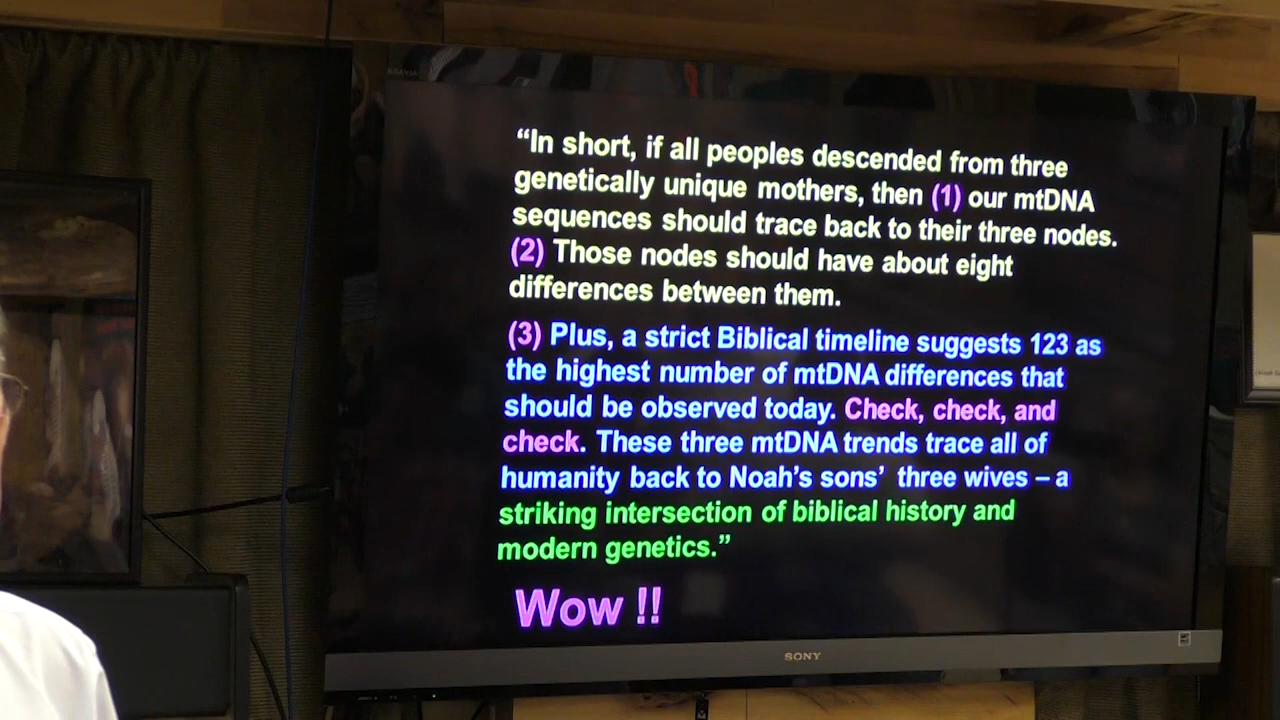 BRAVIA
“In short, if all peoples descended from three
genetically unique mothers, then (1) our mtDNA
sequences should trace back to their three nodes.
(2) Those nodes should have about eight
differences between them.
(3) Plus, a strict Biblical timeline suggests 123 as
the highest number of mtDNA differences that
should be observed today. Check, check, and
check. These three mtDNA trends trace all of
humanity back to Noah’s sons’ three wives – a
striking intersection of biblical history and
modern genetics.”
Wow !!
SONY